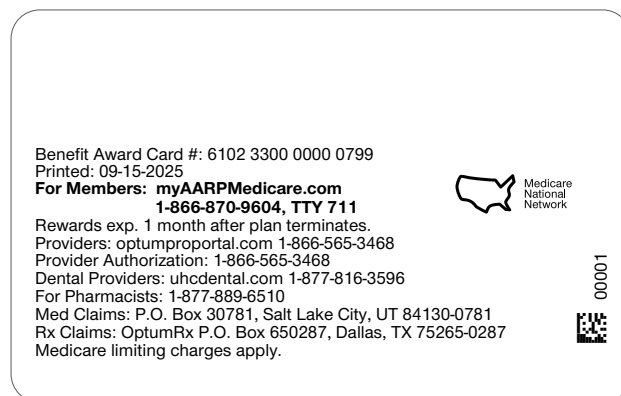 Benefit Award Card #: 6102 3300 0000 0799
Printed: 09-15-2025
For Members: myAARPMedicare.com
1-866-870-9604, TTY 711
Rewards exp. 1 month after plan terminates.
Providers: optumproportal.com 1-866-565-3468
Provider Authorization: 1-866-565-3468
Dental Providers: uhcdental.com 1-877-816-3596
For Pharmacists: 1-877-889-6510
Med Claims: P.O. Box 30781, Salt Lake City, UT 84130-0781
Rx Claims: OptumRx P.O. Box 650287, Dallas, TX 75265-0287
Medicare limiting charges apply.
Medicare
National
Network
00001